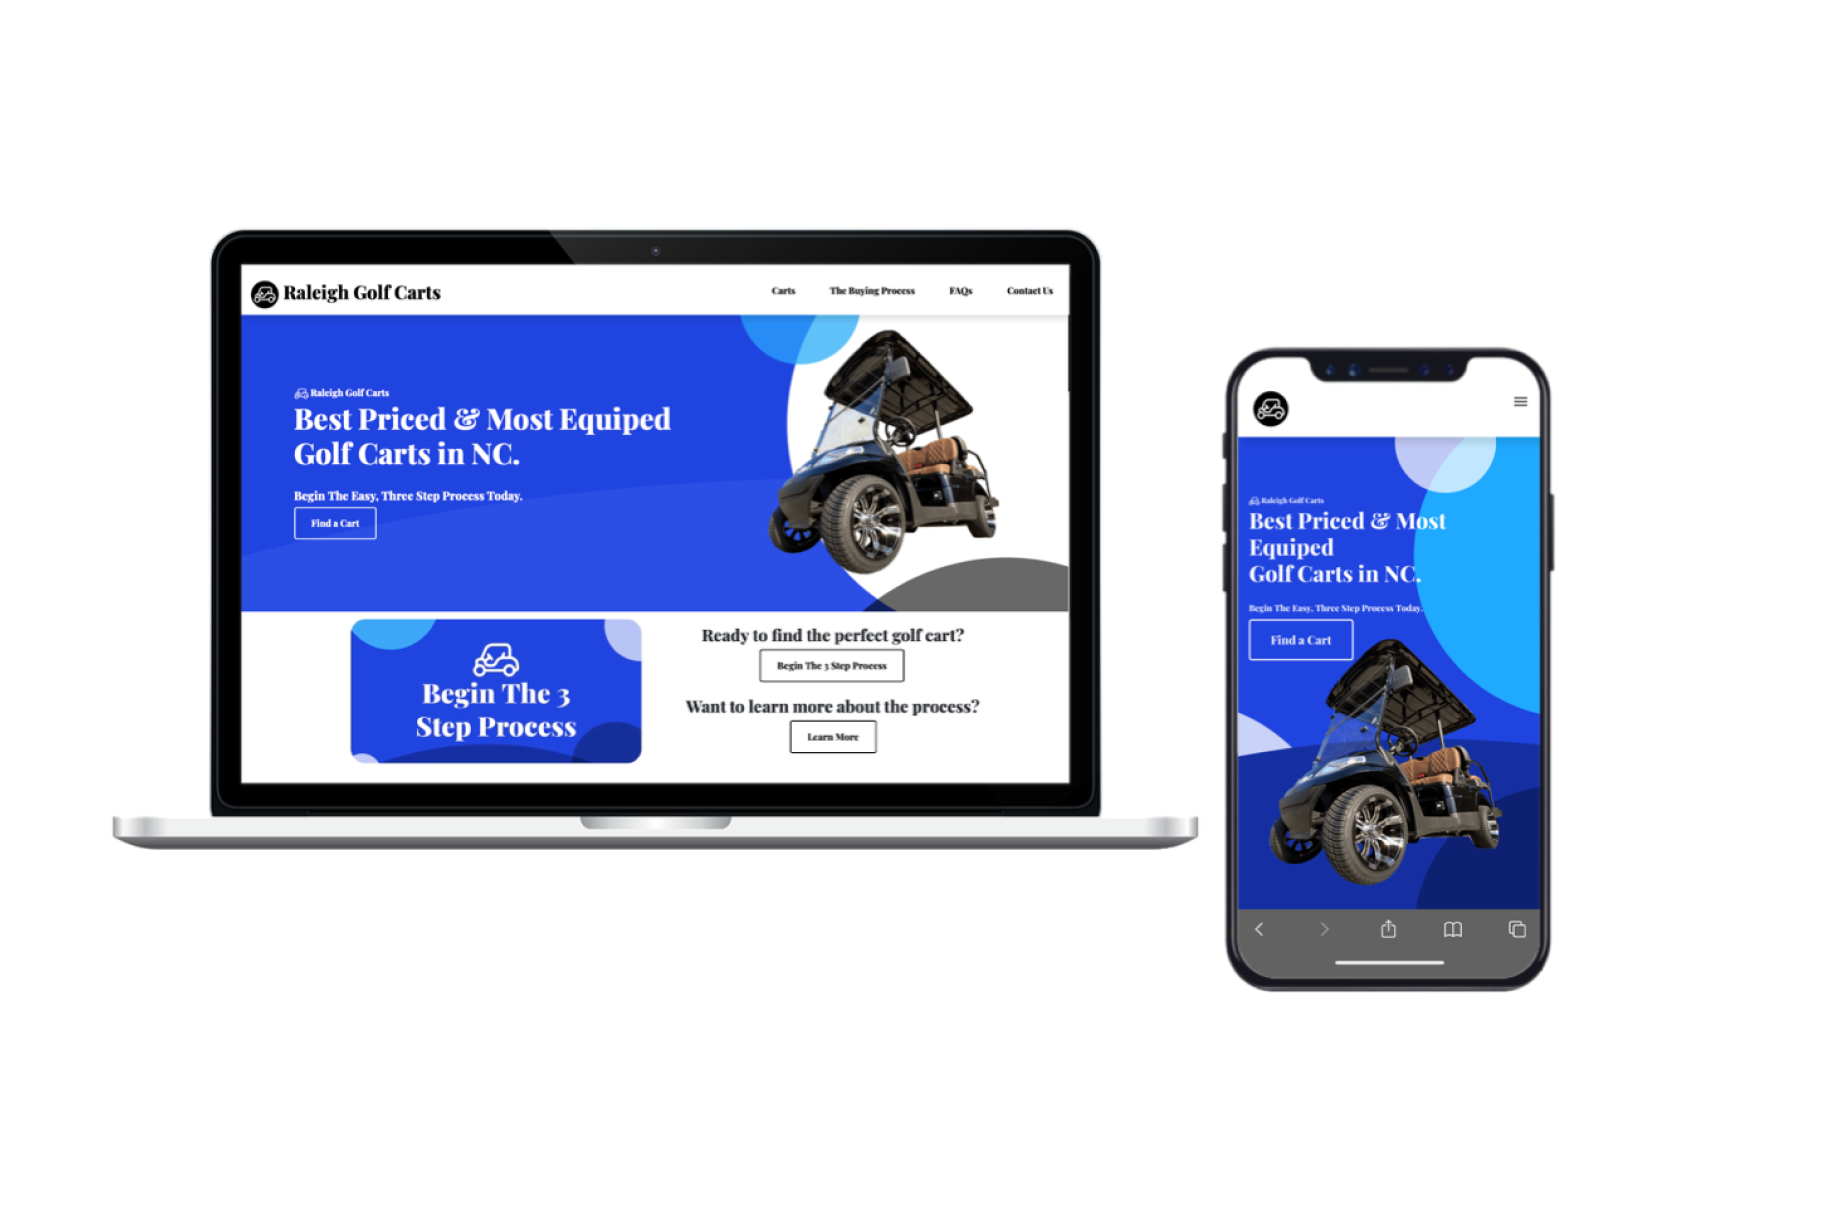 Raleigh Golf Carts
Carts
The Buying Process
FAQs
Contact Us
Raleigh Golf Carts
Best Priced & Most Equiped
Golf Carts in NC.
Begin The Easy, Three Step Process Today.
Find a Cart
Begin The 3
Step Process
Ready to find the perfect golf cart?
Begin The 3 Step Process
Want to learn more about the process?
Learn More
Raleigh Golf Carts
Best Priced & Most
Equiped
Golf Carts in NC.
Begin The Easy, Three Step Process Today.
Find a Cart